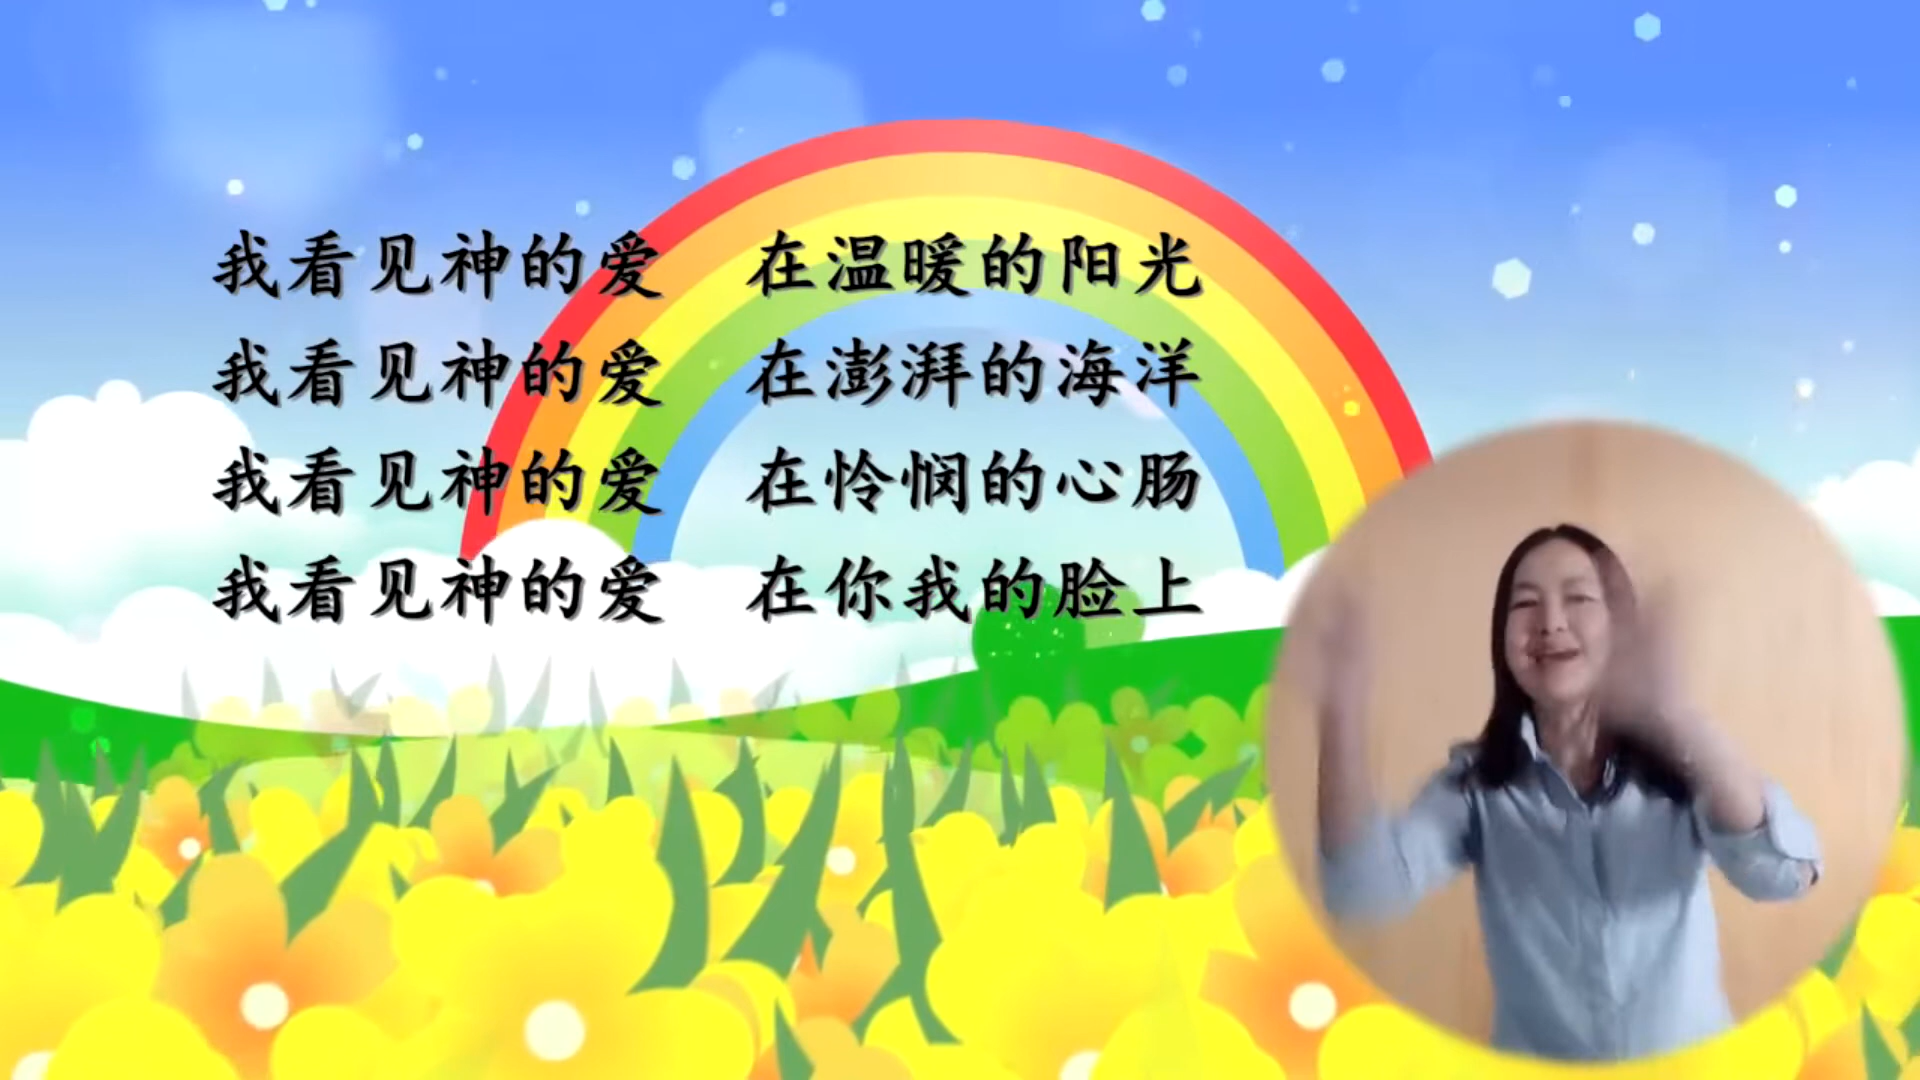 我看见神的爱 在温暖的阳光
我看见神的爱 在澎湃的海洋
我看见神的爱 在怜悯的心肠
我看见神的爱 在你我的脸上